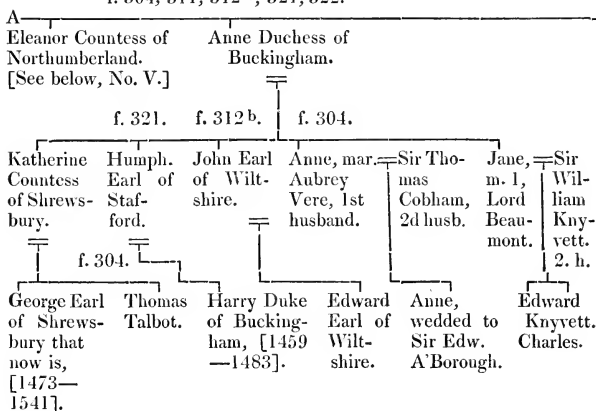 f. 304, 311, 321, 322.
A
Eleanor Countess of
Northumberland.
[See below, No. V.]
Anne Duchess of
Buckingham.
f. 321.
f. 312 b.
f. 304.
Katherine
Countess
of Shrews-
bury.
Humph.
Earl of
Staf-
ford.
John Earl
of Wilt-
shire.
Anne, mar.
Aubrey
Vere, 1st
husband.
Sir Tho-
mas
Cobham,
2d husb.
Jane,
m. 1,
Lord
Beau-
mont.
Sir
Wil-
liam
Kny-
vett.
2. h.
f. 304.
George Earl
of Shrews-
bury that
now is,
[1473—
1541].
Thomas
Talbot.
Harry Duke
of Bucking-
ham, [1459
—1483].
Edward
Earl of
Wilt-
shire.
Anne,
wedded to
Sir Edw.
A'Borough.
Edward
Knyvett.
Charles.